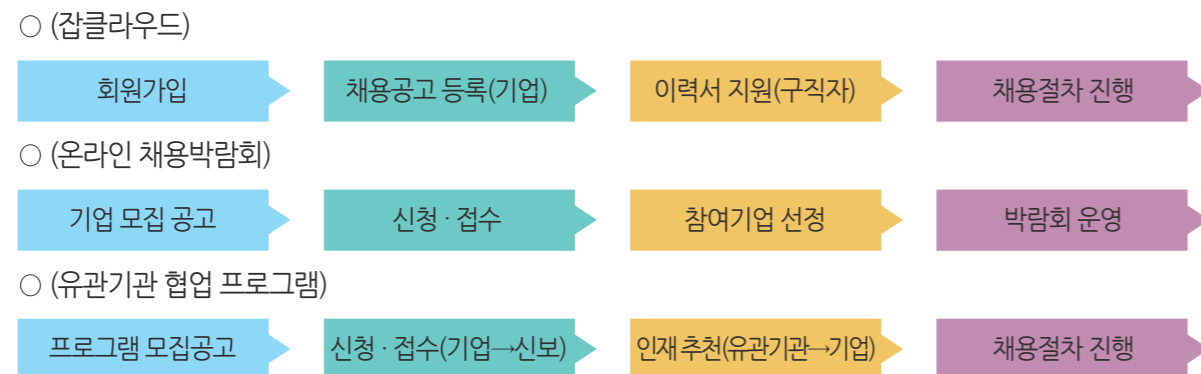 ○ (잡클라우드)
회원가입 채용공고 등록(기업) 이력서 지원(구직자) 채용절차 진행
○ (온라인 채용박람회)
기업 모집 공고 신청 · 접수 참여기업 선정 박람회 운영
○ (유관기관 협업 프로그램)
프로그램 모집공고 신청 · 접수(기업→신보) 인재 추천(유관기관→기업) 채용절차 진행